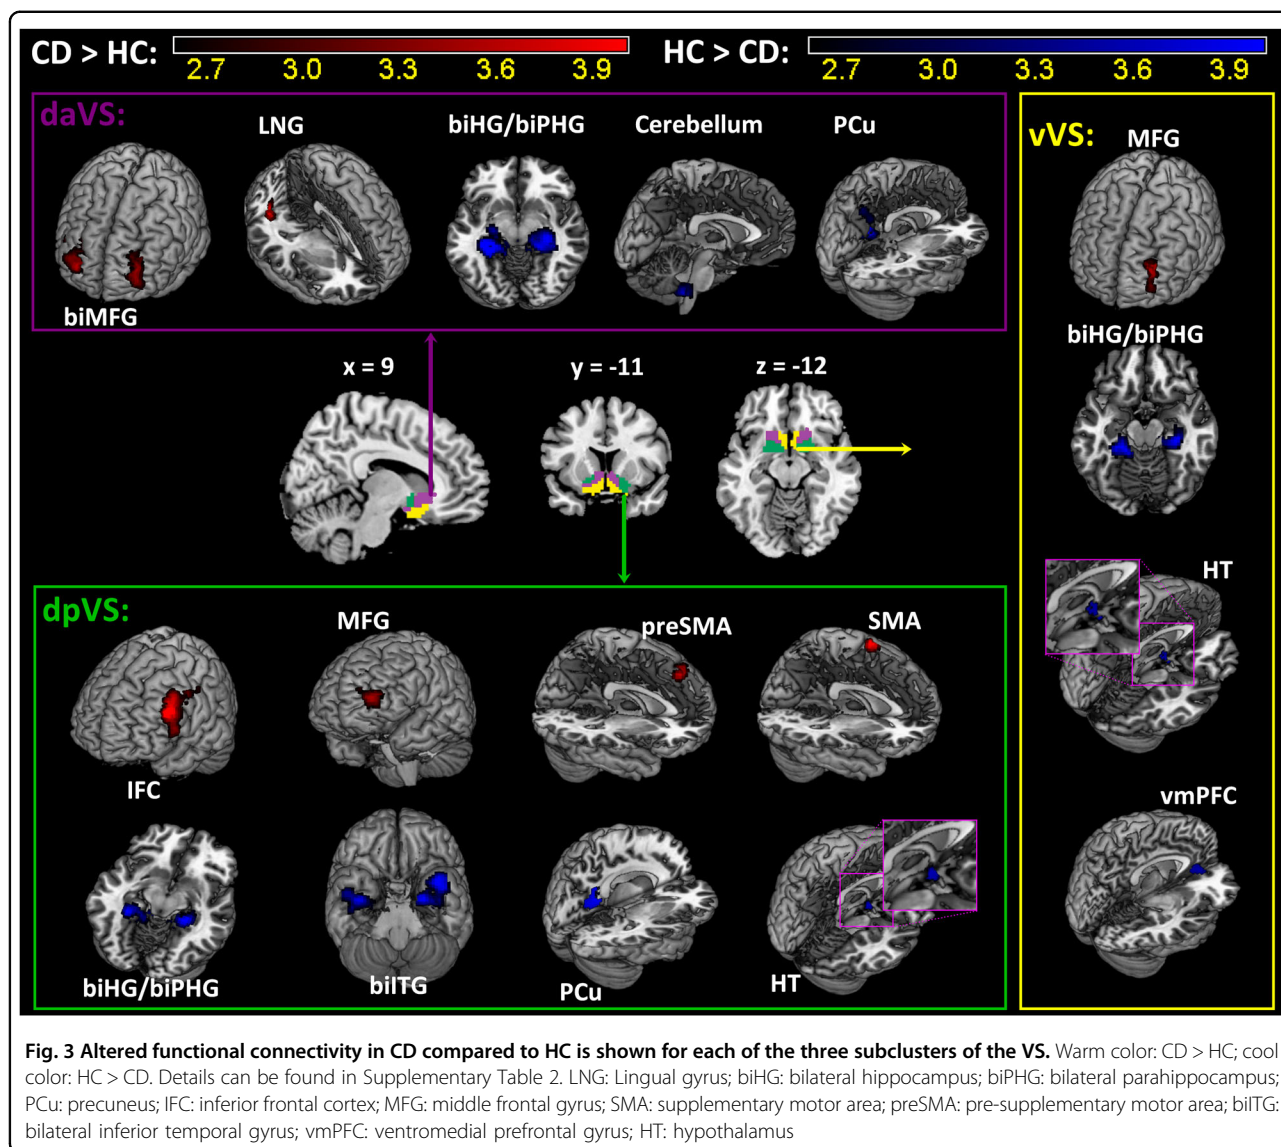 CD > HC: HC > CD:
2.7 3.0 3.3 3.6 3.9 2.7 3.0 3.3 3.6 3.9
daVS:
LNG biHG/biPHG Cerebellum PCu
biMFG
vVS:
MFG
biHG/biPHG
HT
vmPFC
x = 9 y = -11 z = -12
dpVS:
MFG preSMA SMA
IFC
biHG/biPHG biITG PCu HT
Fig. 3 Altered functional connectivity in CD compared to HC is shown for each of the three subclusters of the VS. Warm color: CD > HC; cool
color: HC > CD. Details can be found in Supplementary Table 2. LNG: Lingual gyrus; biHG: bilateral hippocampus; biPHG: bilateral parahippocampus;
PCu: precuneus; IFC: inferior frontal cortex; MFG: middle frontal gyrus; SMA: supplementary motor area; preSMA: pre-supplementary motor area; biITG:
bilateral inferior temporal gyrus; vmPFC: ventromedial prefrontal gyrus; HT: hypothalamus